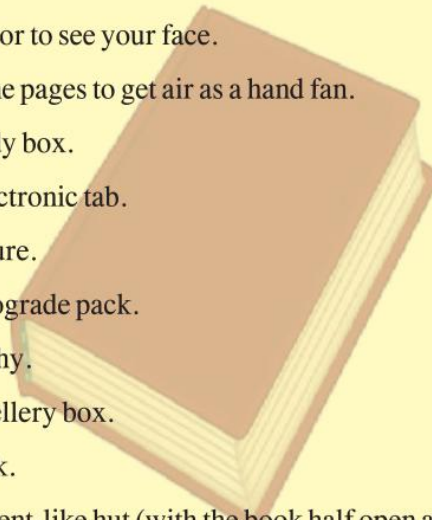 or to see your face.
e pages to get air as a hand fan.
y box.
ctronic tab.
ure.
ograde pack.
hy.
ellery box.
k.
ent like hut (with the book half open a